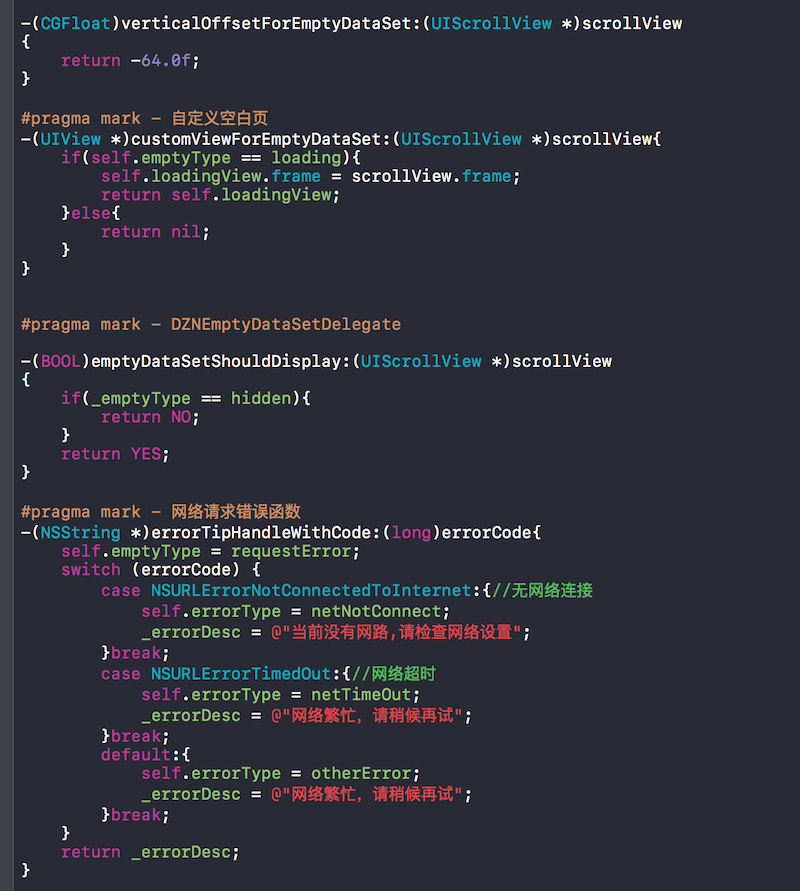 -(CGFloat)verticalOffsetForEmptyDataSet:(UIScrollView *)scrollView
{
    return -64.0f;
}
#pragma mark - 自定义空白页
-(UIView *)customViewForEmptyDataSet:(UIScrollView *)scrollView{
    if(self.emptyType == loading){
        self.loadingView.frame = scrollView.frame;
        return self.loadingView;
    }else{
        return nil;
    }
}
#pragma mark - DZNEmptyDataSetDelegate
-(BOOL)emptyDataSetShouldDisplay:(UIScrollView *)scrollView
{
    if(_emptyType == hidden){
        return NO;
    }
    return YES;
}
#pragma mark - 网络请求错误函数
-(NSString *)errorTipHandleWithCode:(long)errorCode{
    self.emptyType = requestError;
    switch (errorCode) {
        case NSURLErrorNotConnectedToInternet:{//无网络连接
            self.errorType = netNotConnect;
            _errorDesc = @"当前没有网路,请检查网络设置";
        }break;
        case NSURLErrorTimedOut:{//网络超时
            self.errorType = netTimeOut;
            _errorDesc = @"网络繁忙，请稍候再试";
        }break;
        default:{
            self.errorType = otherError;
            _errorDesc = @"网络繁忙，请稍候再试";
        }break;
    }
    return _errorDesc;
}